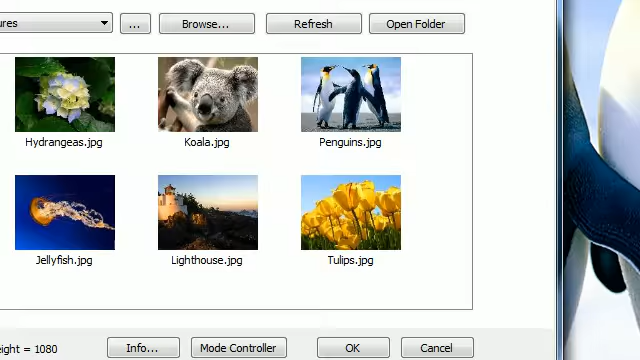 ures ... Browse... Refresh Open Folder
Hydrangeas.jpg Koala.jpg Penguins.jpg
Jellyfish.jpg Lighthouse.jpg Tulips.jpg
eight = 1080 Info... Mode Controller OK Cancel